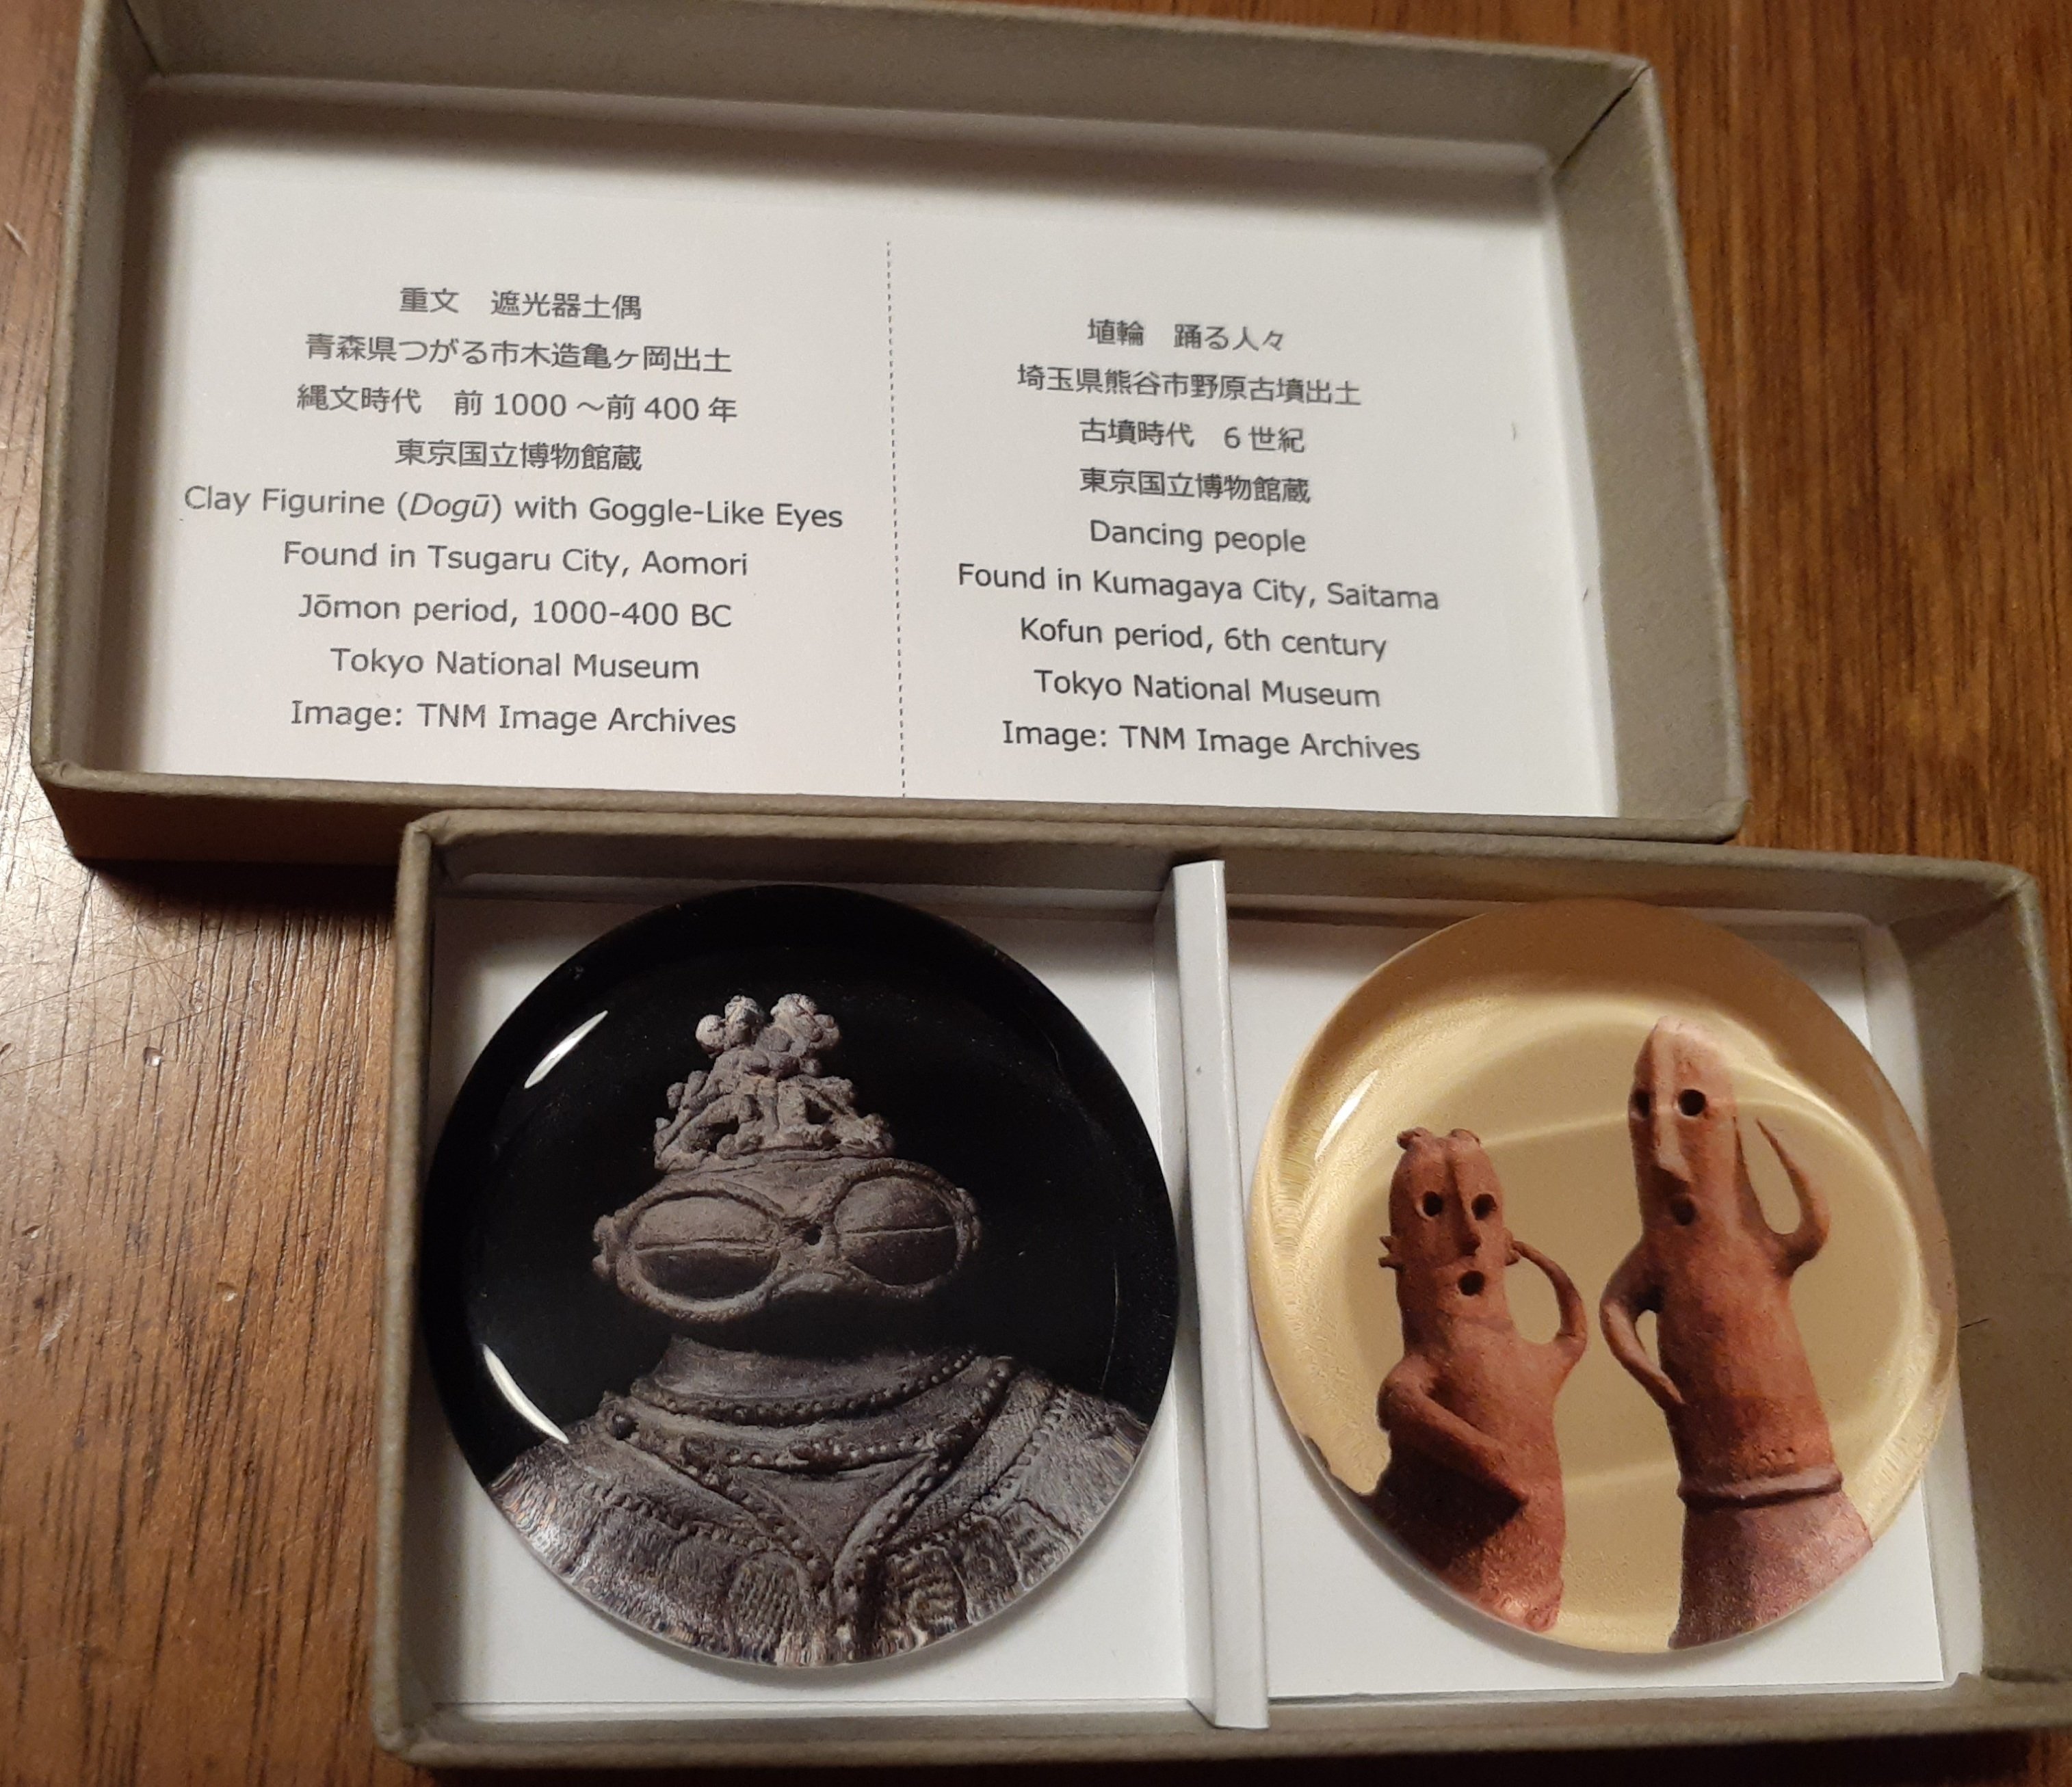 重文　遮光器土偶
青森県つがる市木造亀ヶ岡出土
縄文時代　前 1000 ～前 400 年
東京国立博物館蔵
Clay Figurine (Dogū) with Goggle-Like Eyes
Found in Tsugaru City, Aomori
Jōmon period, 1000-400 BC
Tokyo National Museum
Image: TNM Image Archives
埴輪　踊る人々
埼玉県熊谷市野原古墳出土
古墳時代　6 世紀
東京国立博物館蔵
Dancing people
Found in Kumagaya City, Saitama
Kofun period, 6th century
Tokyo National Museum
Image: TNM Image Archives